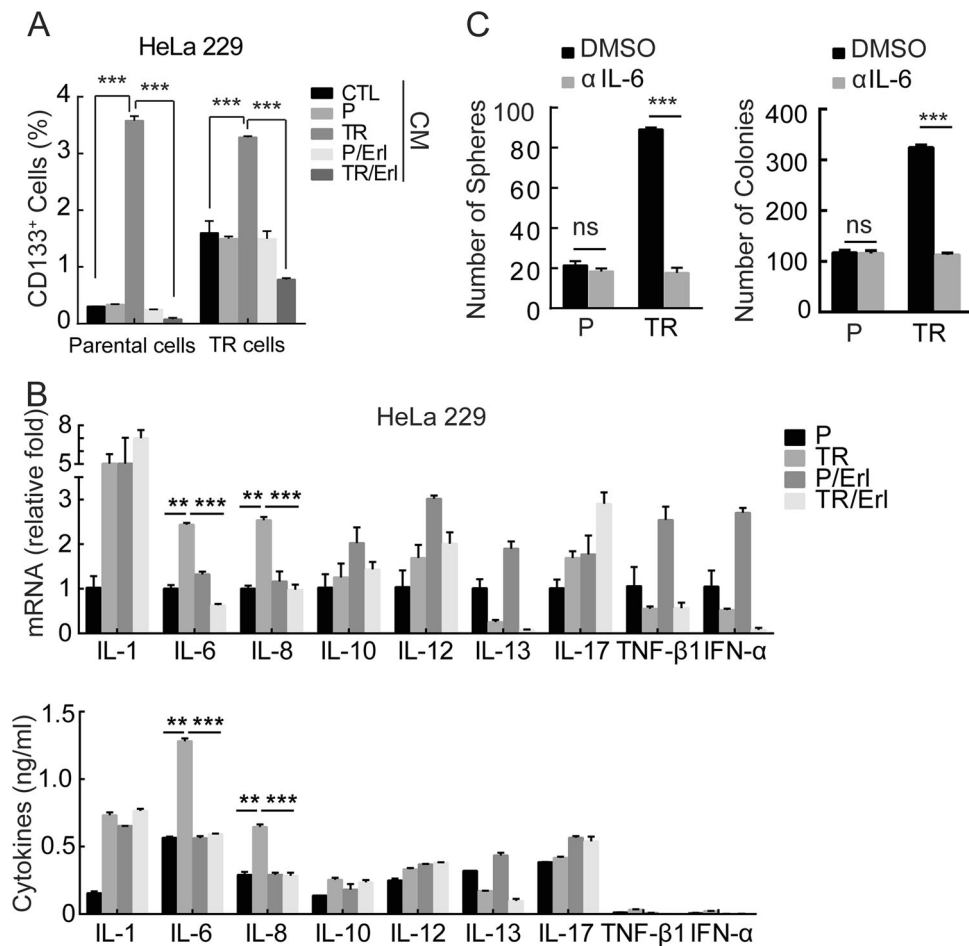 A
HeLa 229
CD133+ Cells (%)
4
3
2
1
0
*** *** *** ***
Parental cells TR cells
CTL
P
TR
P/Erl
TR/Erl
CM
C
DMSO
α IL-6
Number of Spheres
100
80
60
40
20
0
ns
***
P TR
DMSO
α IL-6
Number of Colonies
400
300
200
100
0
ns
***
P TR
B
HeLa 229
mRNA (relative fold)
8
5
3
2
1
0
** *** ** ***
IL-1 IL-6 IL-8 IL-10 IL-12 IL-13 IL-17 TNF-β1 IFN-α
P
TR
P/Erl
TR/Erl
Cytokines (ng/ml)
1.5
1.0
0.5
0
** ***
** ***
IL-1 IL-6 IL-8 IL-10 IL-12 IL-13 IL-17 TNF-β1 IFN-α